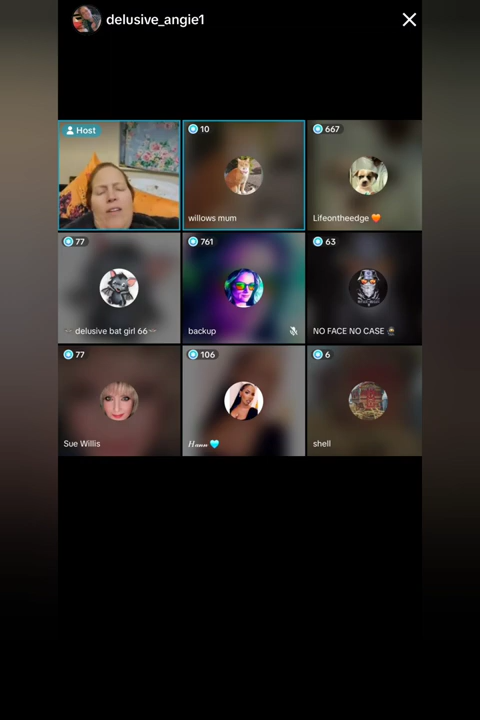 delusive_angie1
Host
10
667
willows mum
Lifeontheedge 🧡
77
761
63
delusive bat girl 66
backup
NO FACE NO CASE 🥷
77
106
6
Sue Willis
𝓗𝓪𝓷𝓷 🩵
shell